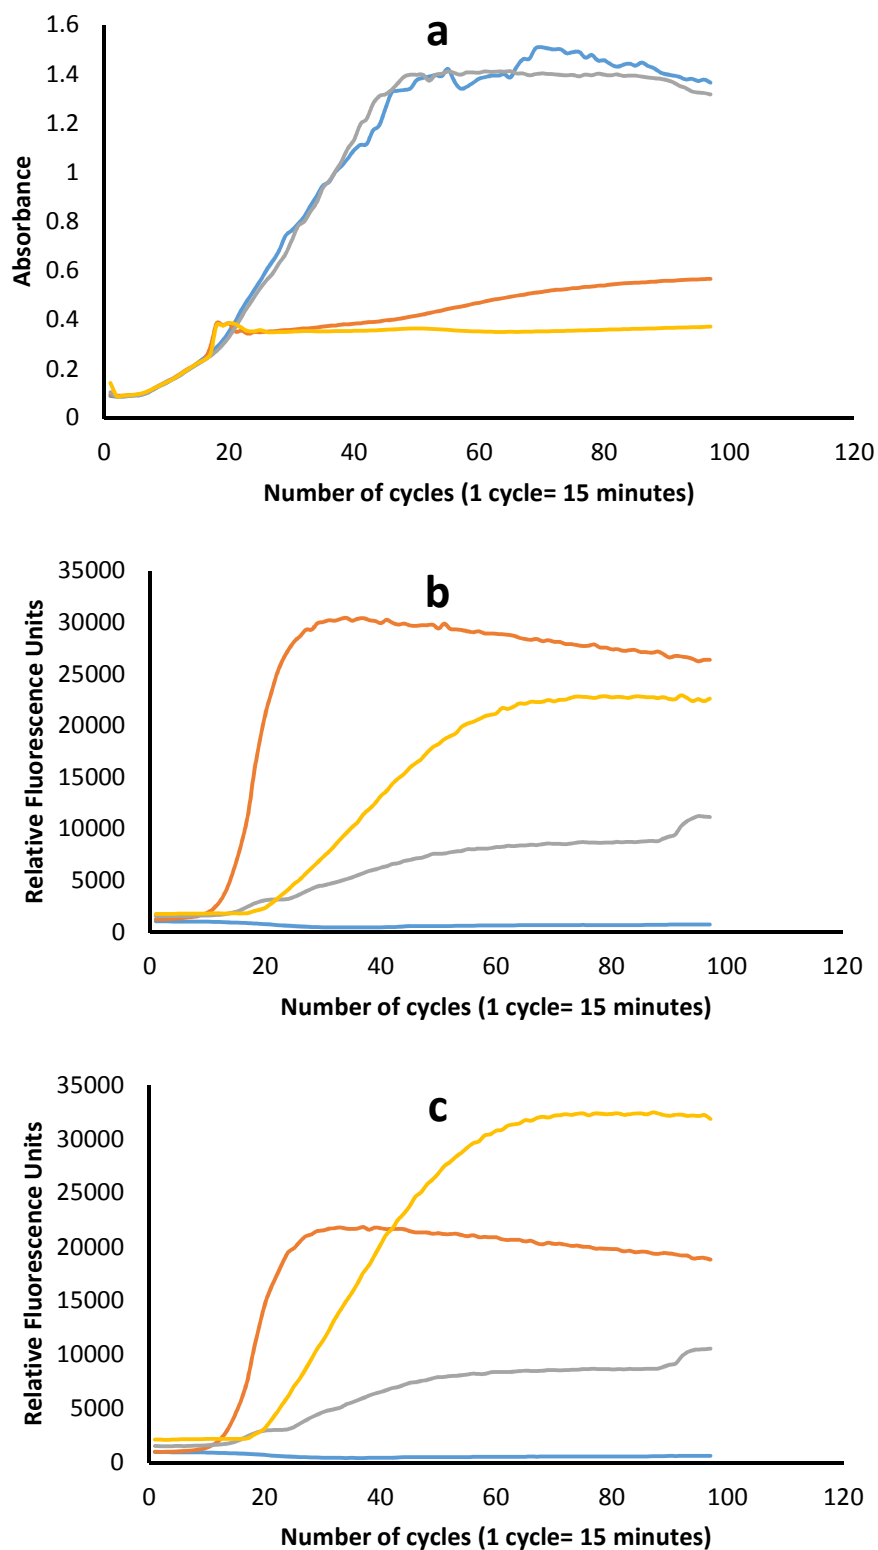 a
1.6
1.4
1.2
1
0.8
0.6
0.4
0.2
0
Absorbance
0 20 40 60 80 100 120
Number of cycles (1 cycle= 15 minutes)
b
35000
30000
25000
20000
15000
10000
5000
0
Relative Fluorescence Units
0 20 40 60 80 100 120
Number of cycles (1 cycle= 15 minutes)
c
35000
30000
25000
20000
15000
10000
5000
0
Relative Fluorescence Units
0 20 40 60 80 100 120
Number of cycles (1 cycle= 15 minutes)